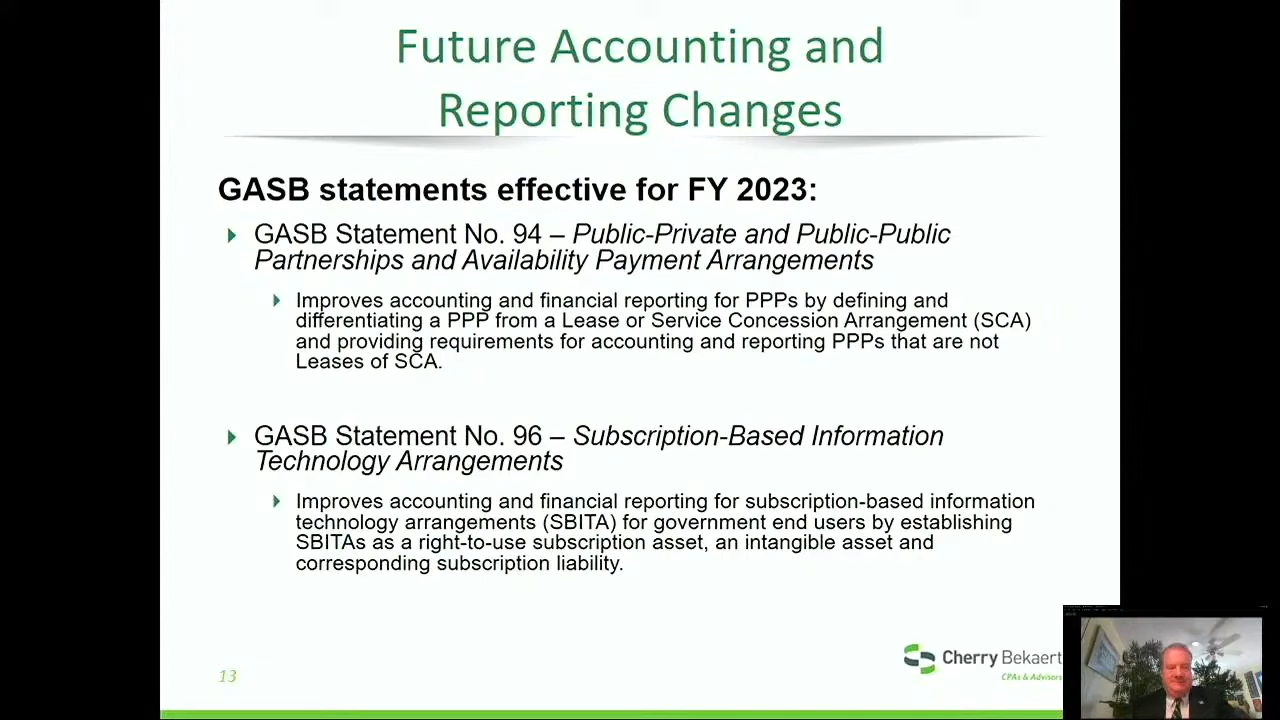 Future Accounting and
Reporting Changes
GASB statements effective for FY 2023:
GASB Statement No. 94 – Public-Private and Public-Public
Partnerships and Availability Payment Arrangements
Improves accounting and financial reporting for PPPs by defining and
differentiating a PPP from a Lease or Service Concession Arrangement (SCA)
and providing requirements for accounting and reporting PPPs that are not
Leases of SCA.
GASB Statement No. 96 – Subscription-Based Information
Technology Arrangements
Improves accounting and financial reporting for subscription-based information
technology arrangements (SBITA) for government end users by establishing
SBITAs as a right-to-use subscription asset, an intangible asset and
corresponding subscription liability.
13
Cherry Bekaert
CPAs & Advisors